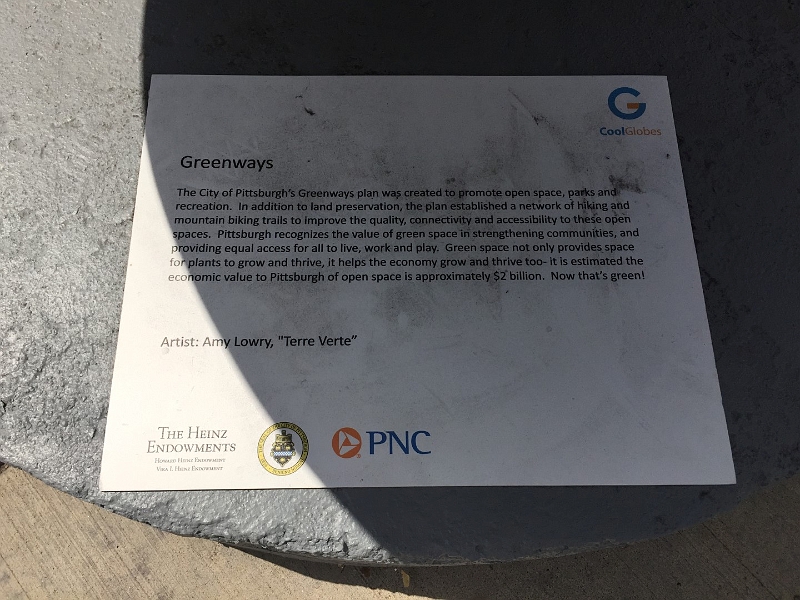 G
CoolGlobes
Greenways
The City of Pittsburgh's Greenways plan was created to promote open space, parks and
recreation. In addition to land preservation, the plan established a network of hiking and
mountain biking trails to improve the quality, connectivity and accessibility to these open
spaces. Pittsburgh recognizes the value of green space in strengthening communities, and
providing equal access for all to live, work and play. Green space not only provides space
for plants to grow and thrive, it helps the economy grow and thrive too- it is estimated the
economic value to Pittsburgh of open space is approximately $2 billion. Now that's green!
Artist: Amy Lowry, "Terre Verte"
THE HEINZ
ENDOWMENTS
HOWARD HEINZ ENDOWMENT
VIRA I. HEINZ ENDOWMENT
PNC